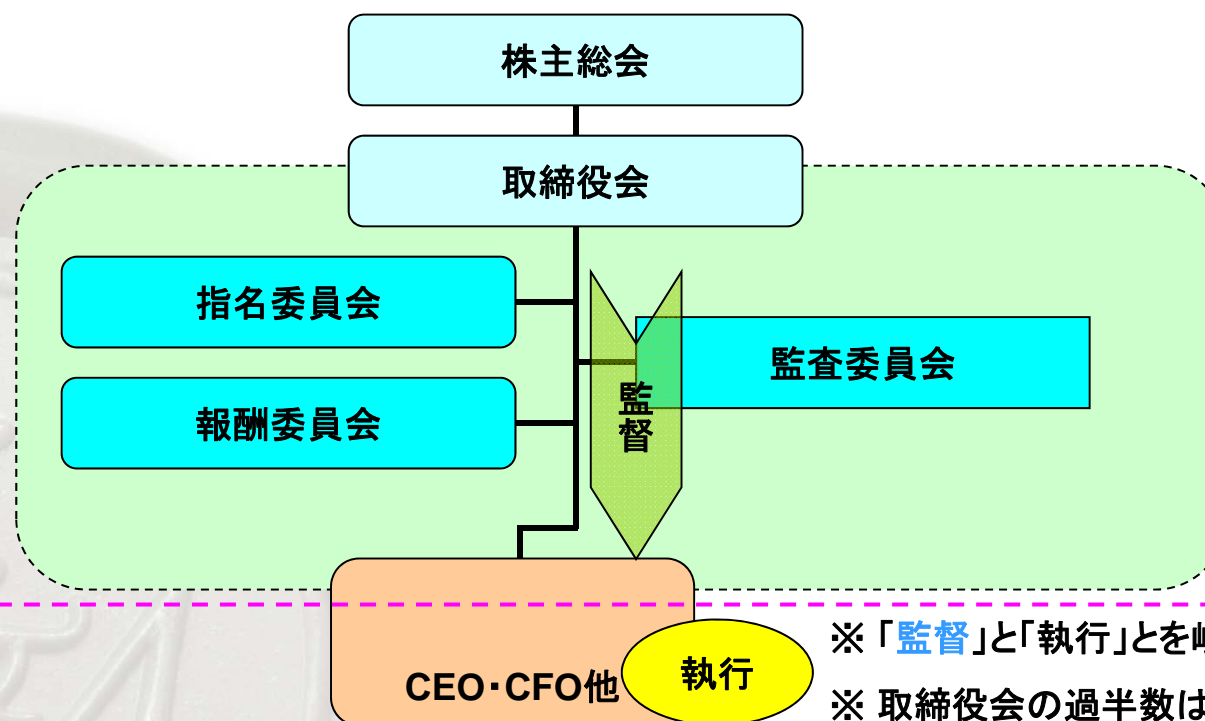 株主総会
取締役会
指名委員会
監査委員会
報酬委員会
監督
CEO・CFO他
執行
※「監督」と「執行」とを
※ 取締役会の過半数は